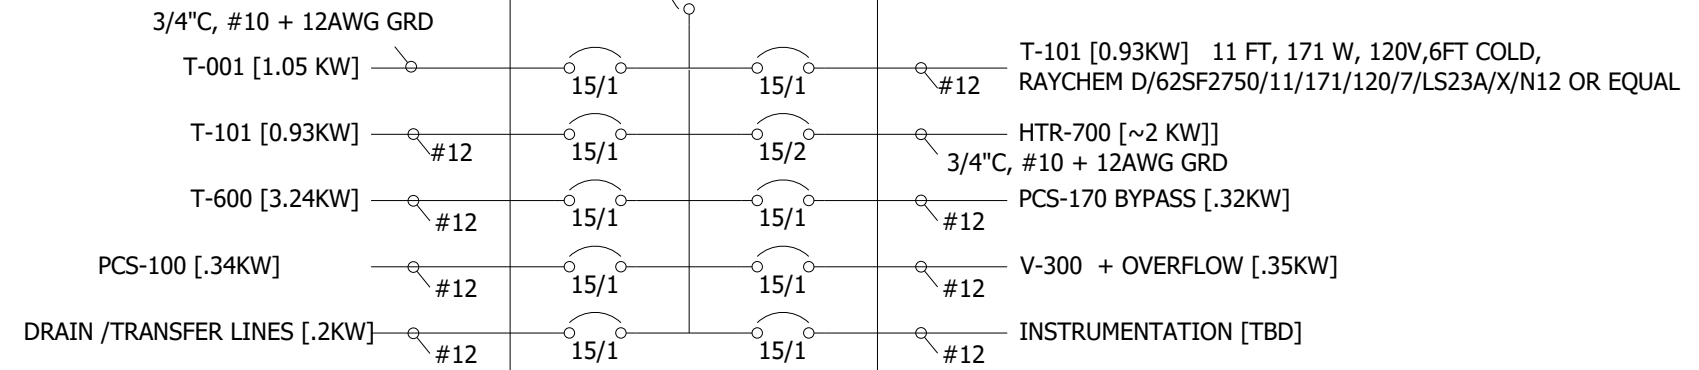 3/4"C, #10 + 12AWG GRD
T-001 [1.05 KW]
15/1
15/1
#12
T-101 [0.93KW] 11 FT, 171 W, 120V,6FT COLD,
RAYCHEM D/62SF2750/11/171/120/7/LS23A/X/N12 OR EQUAL
T-101 [0.93KW]
#12
15/1
15/2
HTR-700 [~2 KW]]
3/4"C, #10 + 12AWG GRD
T-600 [3.24KW]
#12
15/1
15/1
#12
PCS-170 BYPASS [.32KW]
PCS-100 [.34KW]
#12
15/1
15/1
#12
V-300 + OVERFLOW [.35KW]
DRAIN /TRANSFER LINES [.2KW]
#12
15/1
15/1
#12
INSTRUMENTATION [TBD]